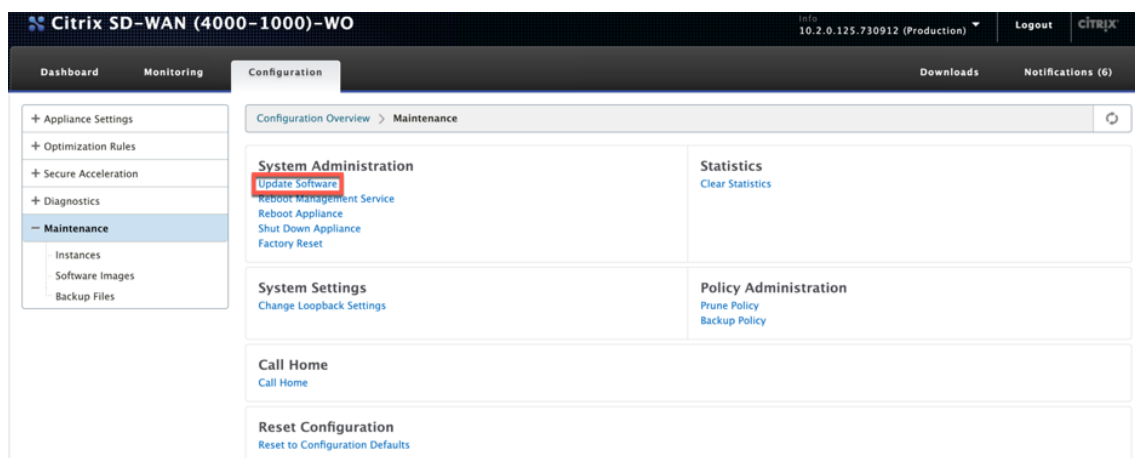 Citrix SD-WAN (4000-1000)-WO
Info
10.2.0.125.730912 (Production)
Logout
CITRIX
Dashboard
Monitoring
Configuration
Downloads
Notifications (6)
+ Appliance Settings
+ Optimization Rules
+ Secure Acceleration
+ Diagnostics
− Maintenance
Instances
Software Images
Backup Files
Configuration Overview > Maintenance
System Administration
Update Software
Reboot Management Service
Reboot Appliance
Shut Down Appliance
Factory Reset
Statistics
Clear Statistics
System Settings
Change Loopback Settings
Policy Administration
Prune Policy
Backup Policy
Call Home
Call Home
Reset Configuration
Reset to Configuration Defaults